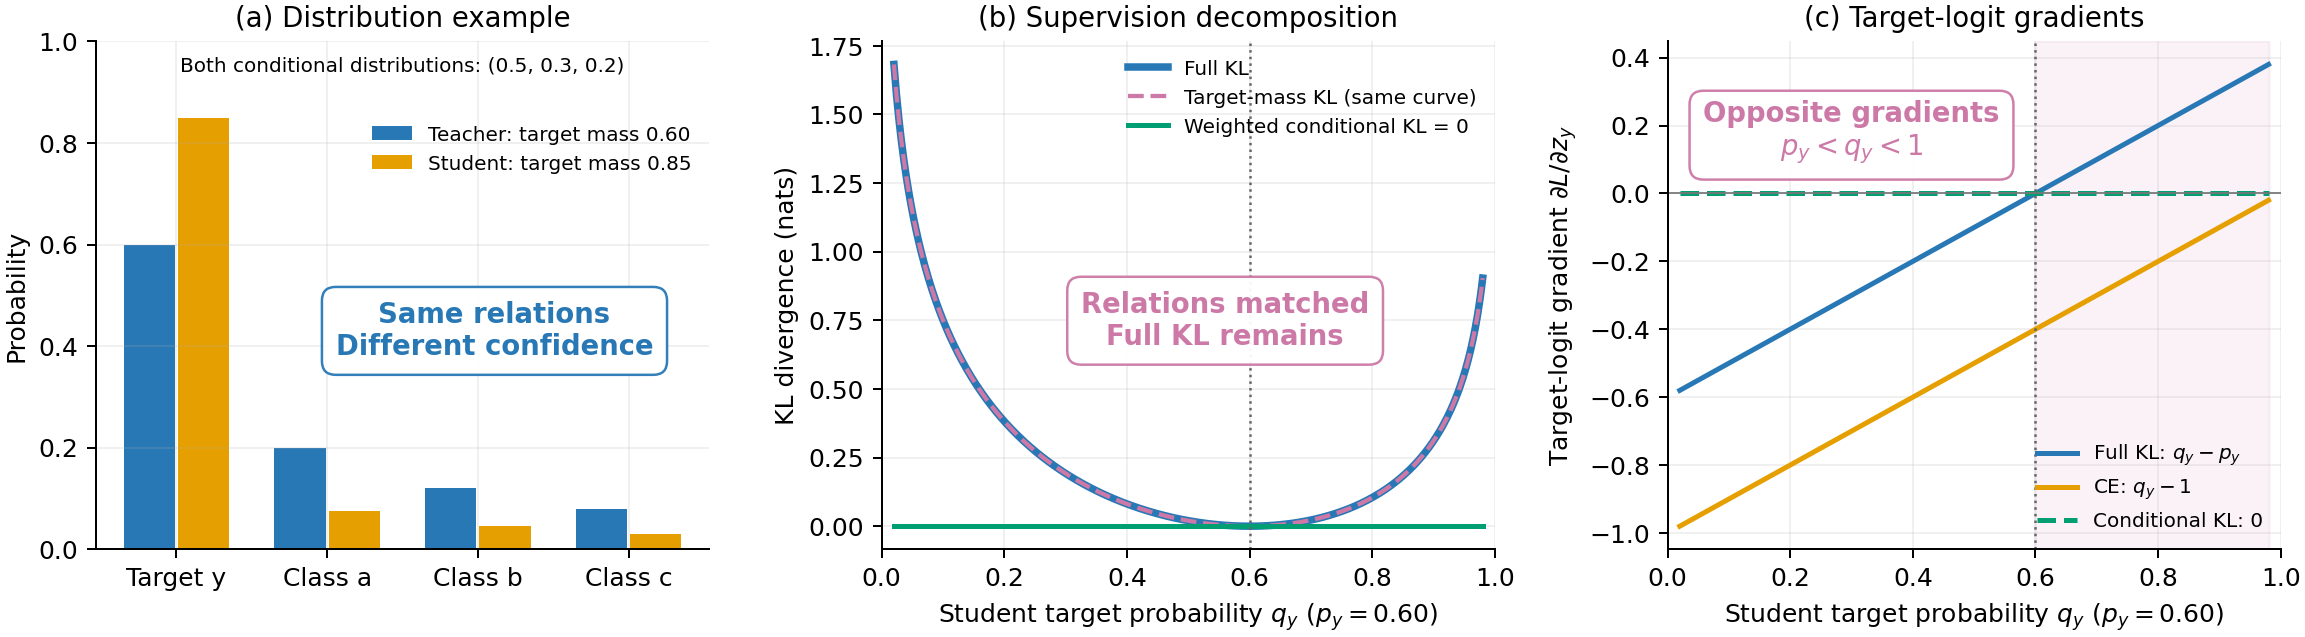 (a) Distribution example
Both conditional distributions: (0.5, 0.3, 0.2)
Teacher: target mass 0.60
Student: target mass 0.85
Same relations
Different confidence
Probability
1.0
0.8
0.6
0.4
0.2
0.0
Target y
Class a
Class b
Class c
(b) Supervision decomposition
Full KL
Target-mass KL (same curve)
Weighted conditional KL = 0
Relations matched
Full KL remains
KL divergence (nats)
1.75
1.50
1.25
1.00
0.75
0.50
0.25
0.00
0.0 0.2 0.4 0.6 0.8 1.0
Student target probability $q_y$ ($p_y = 0.60$)
(c) Target-logit gradients
Opposite gradients
$p_y < q_y < 1$
Target-logit gradient $\partial L/\partial z_y$
0.4
0.2
0.0
−0.2
−0.4
−0.6
−0.8
−1.0
Full KL: $q_y - p_y$
CE: $q_y - 1$
Conditional KL: 0
0.0 0.2 0.4 0.6 0.8 1.0
Student target probability $q_y$ ($p_y = 0.60$)